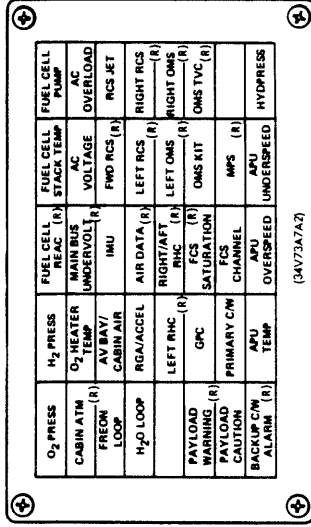 O2 PRESS
H2 PRESS
FUEL CELL
REAC (R)
FUEL CELL
STACK TEMP
FUEL CELL
PUMP
CABIN ATM
(R)
O2 HEATER
TEMP
MAIN BUS
UNDERVOLT
(R)
AC
VOLTAGE
AC
OVERLOAD
FREON
LOOP
AV BAY/
CABIN AIR
IMU
FWD RCS (R)
RCS JET
H2O LOOP
RGA/ACCEL
AIR DATA
(R)
LEFT RCS
(R)
RIGHT RCS
(R)
LEFT RHC
(R)
RIGHT/AFT
RHC
LEFT OMS
(R)
RIGHT OMS
(R)
PAYLOAD
WARNING (R)
GPC
FCS (R)
SATURATION
OMS KIT
OMS TVC
(R)
PAYLOAD
CAUTION
PRIMARY C/W
FCS
CHANNEL
MPS (R)
BACKUP C/W
ALARM (R)
APU
TEMP
APU
OVERSPEED
APU
UNDERSPEED
HYDPRESS
(34V73A7A2)